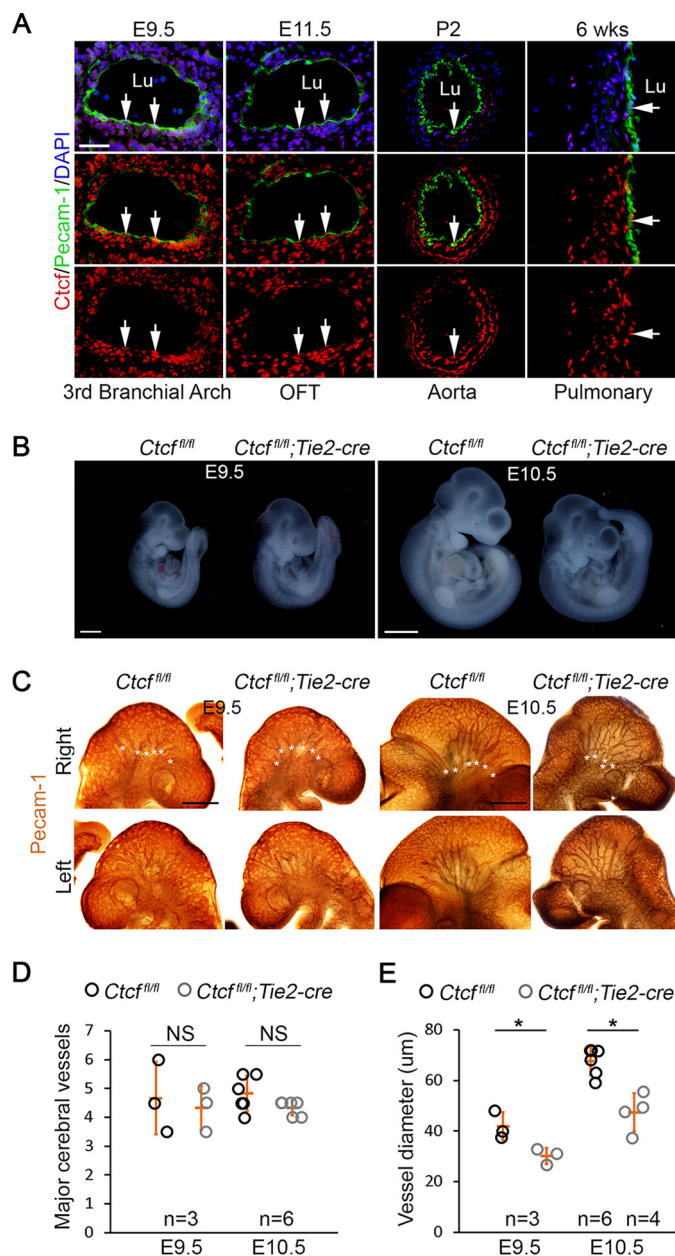 A
E9.5 E11.5 P2 6 wks
Lu Lu Lu Lu
Ctcf/Pecam-1/DAPI
3rd Branchial Arch OFT Aorta Pulmonary
B
Ctcf fl/fl Ctcf fl/fl;Tie2-cre Ctcf fl/fl Ctcf fl/fl;Tie2-cre
E9.5 E10.5
C
Ctcf fl/fl Ctcf fl/fl;Tie2-cre Ctcf fl/fl Ctcf fl/fl;Tie2-cre
E9.5 E10.5
Pecam-1
Right
* * * * * * * * * * * * * * * * * * * * * * *
Left
D
Ctcf fl/fl Ctcf fl/fl;Tie2-cre
Major cerebral vessels
7
6
5
4
3
2
1
0
NS NS
n=3 n=6
E9.5 E10.5
E
Ctcf fl/fl Ctcf fl/fl;Tie2-cre
Vessel diameter (um)
80
60
40
20
0
* *
n=3 n=6 n=4
E9.5 E10.5